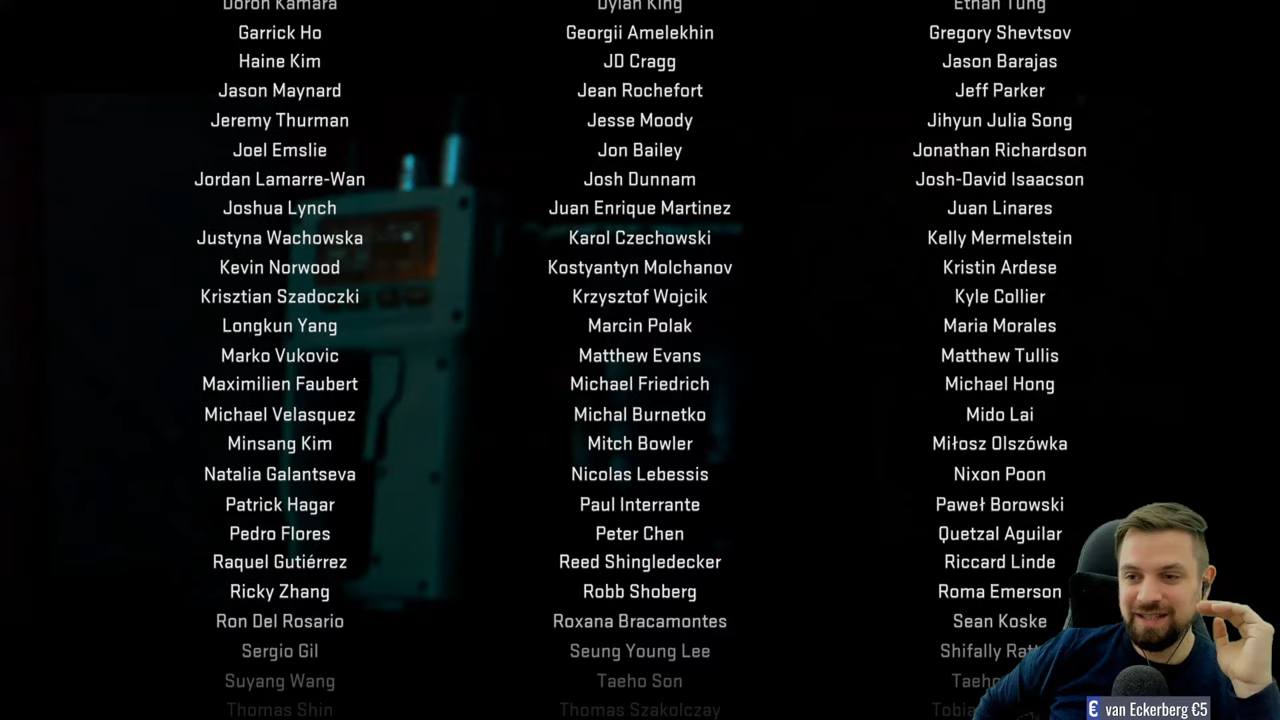 Doron Kamara Dylan King Ethan Tung
Garrick Ho Georgii Amelekhin Gregory Shevtsov
Haine Kim JD Cragg Jason Barajas
Jason Maynard Jean Rochefort Jeff Parker
Jeremy Thurman Jesse Moody Jihyun Julia Song
Joel Emslie Jon Bailey Jonathan Richardson
Jordan Lamarre-Wan Josh Dunnam Josh-David Isaacson
Joshua Lynch Juan Enrique Martinez Juan Linares
Justyna Wachowska Karol Czechowski Kelly Mermelstein
Kevin Norwood Kostyantyn Molchanov Kristin Ardese
Krisztian Szadoczki Krzysztof Wojcik Kyle Collier
Longkun Yang Marcin Polak Maria Morales
Marko Vukovic Matthew Evans Matthew Tullis
Maximilien Faubert Michael Friedrich Michael Hong
Michael Velasquez Michal Burnetko Mido Lai
Minsang Kim Mitch Bowler Miłosz Olszówka
Natalia Galantseva Nicolas Lebessis Nixon Poon
Patrick Hagar Paul Interrante Paweł Borowski
Pedro Flores Peter Chen Quetzal Aguilar
Raquel Gutiérrez Reed Shingledecker Riccard Linde
Ricky Zhang Robb Shoberg Roma Emerson
Ron Del Rosario Roxana Bracamontes Sean Koske
Sergio Gil Seung Young Lee Shifally
Suyang Wang Taeho Son
Thomas Shin Thomas Szakolczay
€ van Eckerberg €5